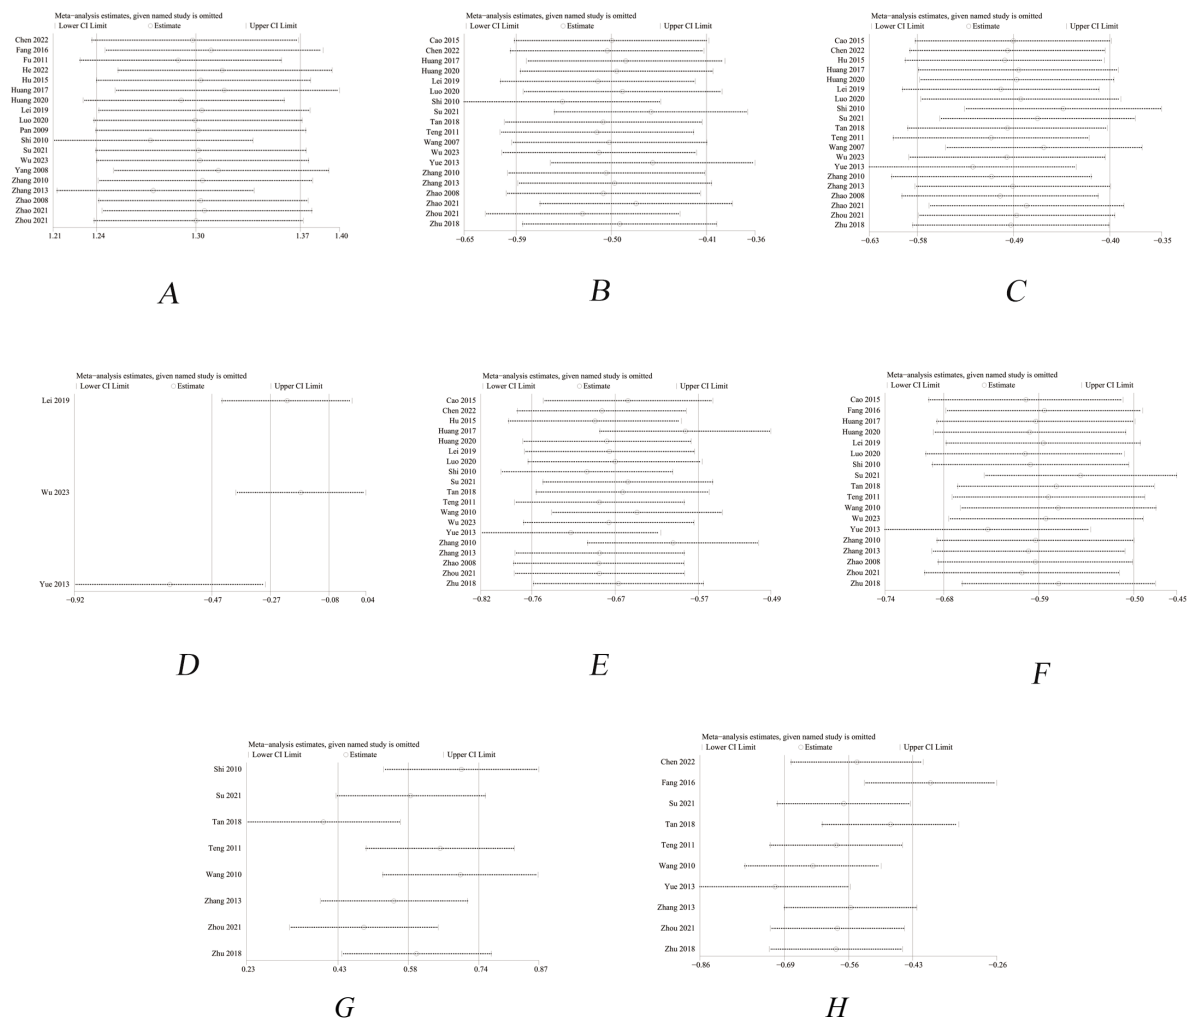 Meta-analysis estimates, given named study is omitted
Lower CI Limit Estimate Upper CI Limit
Chen 2022
Fang 2016
Fu 2011
He 2022
Hu 2015
Huang 2017
Huang 2020
Lei 2019
Luo 2020
Pan 2009
Shi 2010
Su 2021
Wu 2023
Yang 2008
Zhang 2010
Zhang 2013
Zhao 2008
Zhao 2021
Zhou 2021
1.21 1.24 1.30 1.37 1.40
A
Meta-analysis estimates, given named study is omitted
Lower CI Limit Estimate Upper CI Limit
Cao 2015
Chen 2022
Huang 2017
Huang 2020
Lei 2019
Luo 2020
Shi 2010
Su 2021
Tan 2018
Teng 2011
Wang 2007
Wu 2023
Yue 2013
Zhang 2010
Zhang 2013
Zhao 2008
Zhao 2021
Zhou 2021
Zhu 2018
-0.65 -0.59 -0.50 -0.41 -0.36
B
Meta-analysis estimates, given named study is omitted
Lower CI Limit Estimate Upper CI Limit
Cao 2015
Chen 2022
Hu 2015
Huang 2017
Huang 2020
Lei 2019
Luo 2020
Shi 2010
Su 2021
Tan 2018
Teng 2011
Wang 2007
Wu 2023
Yue 2013
Zhang 2010
Zhang 2013
Zhao 2008
Zhao 2021
Zhou 2021
Zhu 2018
-0.63 -0.58 -0.49 -0.40 -0.35
C
Meta-analysis estimates, given named study is omitted
Lower CI Limit Estimate Upper CI Limit
Lei 2019
Wu 2023
Yue 2013
-0.92 -0.47 -0.27 -0.08 0.04
D
Meta-analysis estimates, given named study is omitted
Lower CI Limit Estimate Upper CI Limit
Cao 2015
Chen 2022
Hu 2015
Huang 2017
Huang 2020
Lei 2019
Luo 2020
Shi 2010
Su 2021
Tan 2018
Teng 2011
Wang 2010
Wu 2023
Yue 2013
Zhang 2010
Zhang 2013
Zhao 2008
Zhou 2021
Zhu 2018
-0.82 -0.76 -0.67 -0.57 -0.49
E
Meta-analysis estimates, given named study is omitted
Lower CI Limit Estimate Upper CI Limit
Cao 2015
Fang 2016
Huang 2017
Huang 2020
Lei 2019
Luo 2020
Shi 2010
Su 2021
Tan 2018
Teng 2011
Wang 2010
Wu 2023
Yue 2013
Zhang 2010
Zhang 2013
Zhao 2008
Zhou 2021
Zhu 2018
-0.74 -0.68 -0.59 -0.50 -0.45
F
Meta-analysis estimates, given named study is omitted
Lower CI Limit Estimate Upper CI Limit
Shi 2010
Su 2021
Tan 2018
Teng 2011
Wang 2010
Zhang 2013
Zhou 2021
Zhu 2018
0.23 0.43 0.58 0.74 0.87
G
Meta-analysis estimates, given named study is omitted
Lower CI Limit Estimate Upper CI Limit
Chen 2022
Fang 2016
Su 2021
Tan 2018
Teng 2011
Wang 2010
Yue 2013
Zhang 2013
Zhou 2021
Zhu 2018
-0.86 -0.69 -0.56 -0.43 -0.26
H